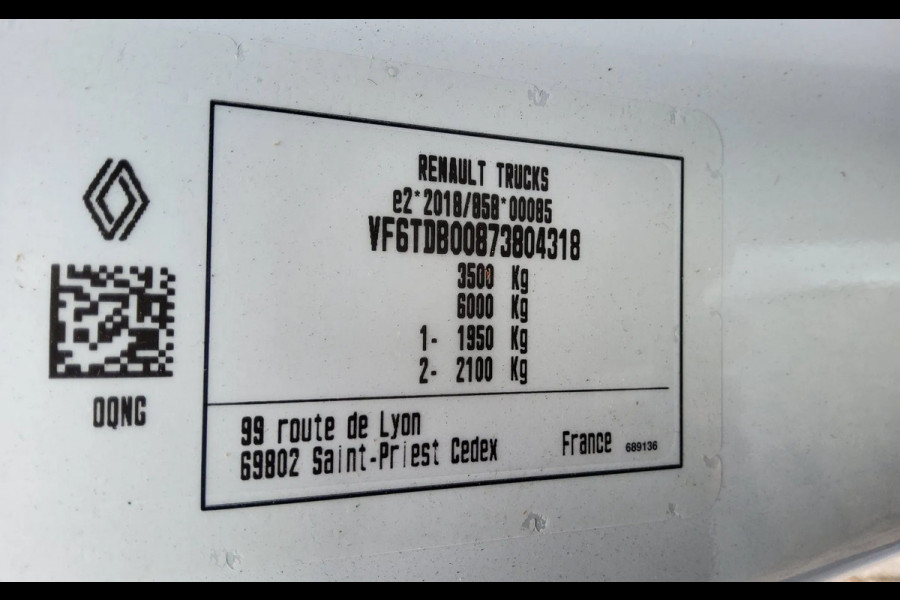 RENAULT TRUCKS
e2*2018/858*00085
VF6TDB00873804318
3500 Kg
6000 Kg
1- 1950 Kg
2- 2100 Kg
99 route de Lyon
69802 Saint-Priest Cedex
France 689136
0QNG